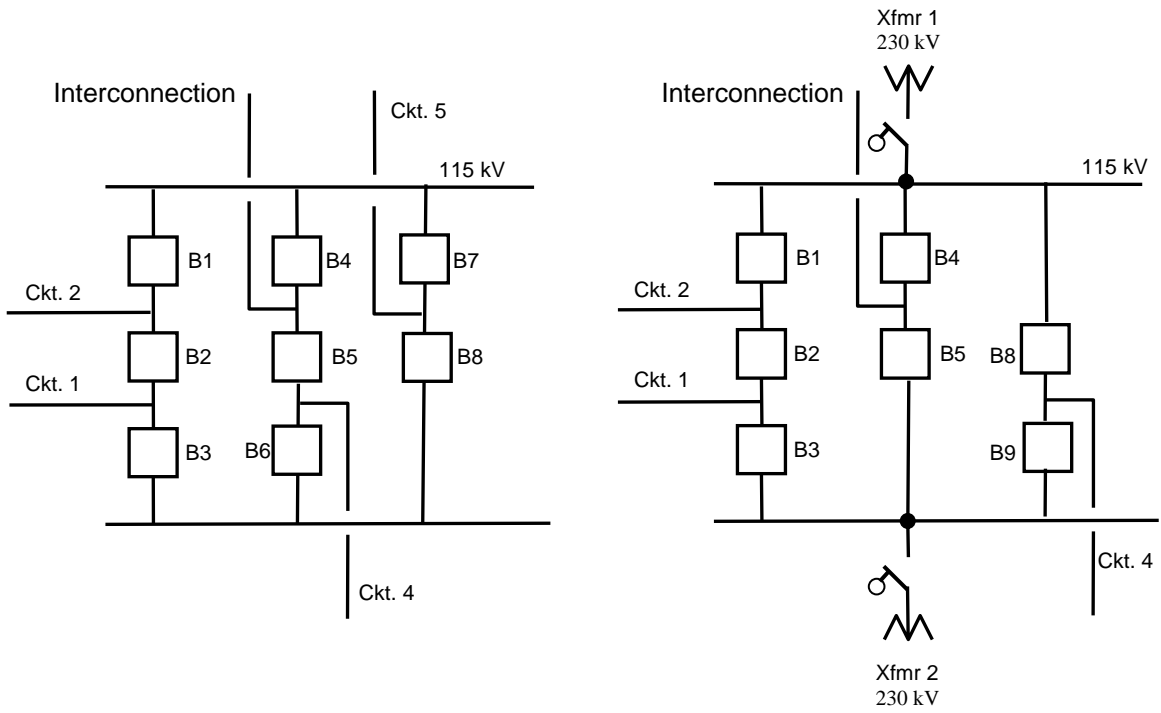 Interconnection
Ckt. 5
115 kV
B1
B4
B7
Ckt. 2
B2
B5
B8
Ckt. 1
B3
B6
Ckt. 4
Xfmr 1
230 kV
Interconnection
115 kV
B1
B4
Ckt. 2
B2
B5
B8
Ckt. 1
B3
B9
Ckt. 4
Xfmr 2
230 kV